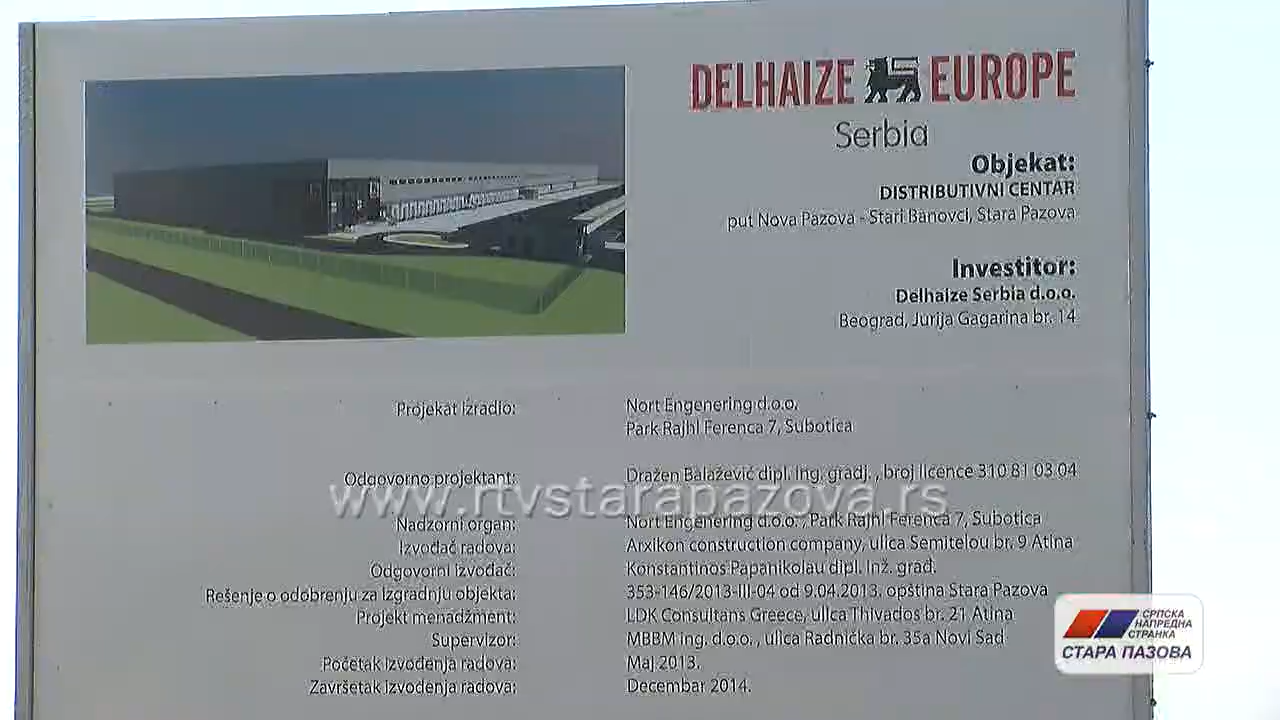 DELHAIZE EUROPE
Serbia
Objekat:
DISTRIBUTIVNI CENTAR
put Nova Pazova - Stari Banovci, Stara Pazova
Investitor:
Delhaize Serbia d.o.o.
Beograd, Jurija Gagarina br. 14
Projekat izradio: Nort Engenering d.o.o.
Park Rajhl Ferenca 7, Subotica
Odgovorno projektant: Dražen Balažević dipl. ing. gradj. , broj licence 310 81 03 04
www.rtvstarapazova.rs
Nadzorni organ: Nort Engenering d.o.o. , Park Rajhl Ferenca 7, Subotica
Izvođač radova: Arxikon construction company, ulica Semitelou br. 9 Atina
Odgovorni izvođač: Konstantinos Papanikolau dipl. inž. građ.
Rešenje o odobrenju za izgradnju objekta: 353-146/2013-III-04 od 9.04.2013. opština Stara Pazova
Projekt menadžment: LDK Consultans Greece, ulica Thivados br. 21 Atina
Supervizor: MBBM ing. d.o.o. , ulica Radnička br. 35a Novi Sad
Početak izvođenja radova: Maj 2013.
Završetak izvođenja radova: Decembar 2014.
СРПСКА
НАПРЕДНА
СТРАНКА
СТАРА ПАЗОВА